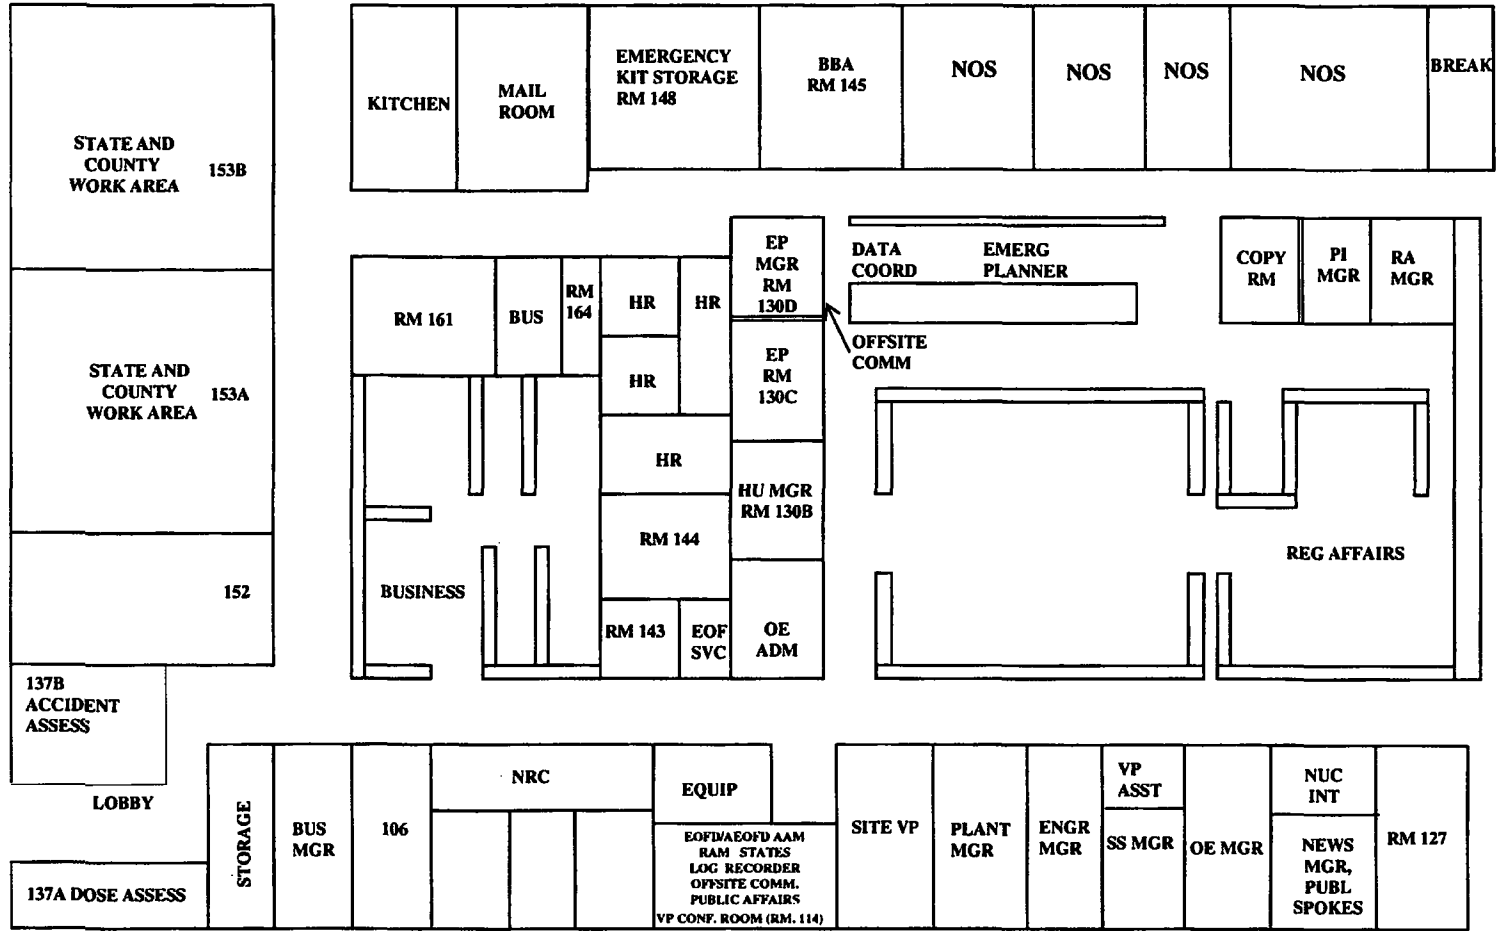 KITCHEN
MAIL
ROOM
EMERGENCY
KIT STORAGE
RM 148
BBA
RM 145
NOS
NOS
NOS
NOS
BREAK
STATE AND
COUNTY
WORK AREA
153B
STATE AND
COUNTY
WORK AREA
153A
152
137B
ACCIDENT
ASSESS
LOBBY
137A DOSE ASSESS
RM 161
BUS
RM
164
HR
HR
HR
HR
RM 144
RM 143
EOF
SVC
BUSINESS
EP
MGR
RM
130D
EP
RM
130C
HU MGR
RM 130B
OE
ADM
DATA
COORD
EMERG
PLANNER
OFFSITE
COMM
COPY
RM
PI
MGR
RA
MGR
REG AFFAIRS
STORAGE
BUS
MGR
106
NRC
EQUIP
EOFD/AEOFD AAM
RAM STATES
LOG RECORDER
OFFSITE COMM.
PUBLIC AFFAIRS
VP CONF. ROOM (RM. 114)
SITE VP
PLANT
MGR
ENGR
MGR
VP
ASST
SS MGR
OE MGR
NUC
INT
NEWS
MGR,
PUBL
SPOKES
RM 127